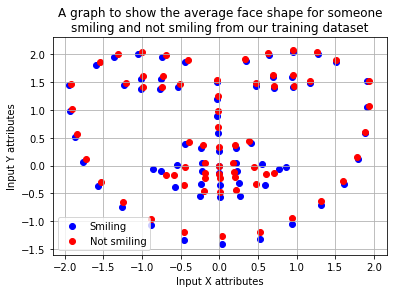 A graph to show the average face shape for someone
smiling and not smiling from our training dataset
Input Y attributes
2.0
1.5
1.0
0.5
0.0
−0.5
−1.0
−1.5
Smiling
Not smiling
−2.0 −1.5 −1.0 −0.5 0.0 0.5 1.0 1.5 2.0
Input X attributes